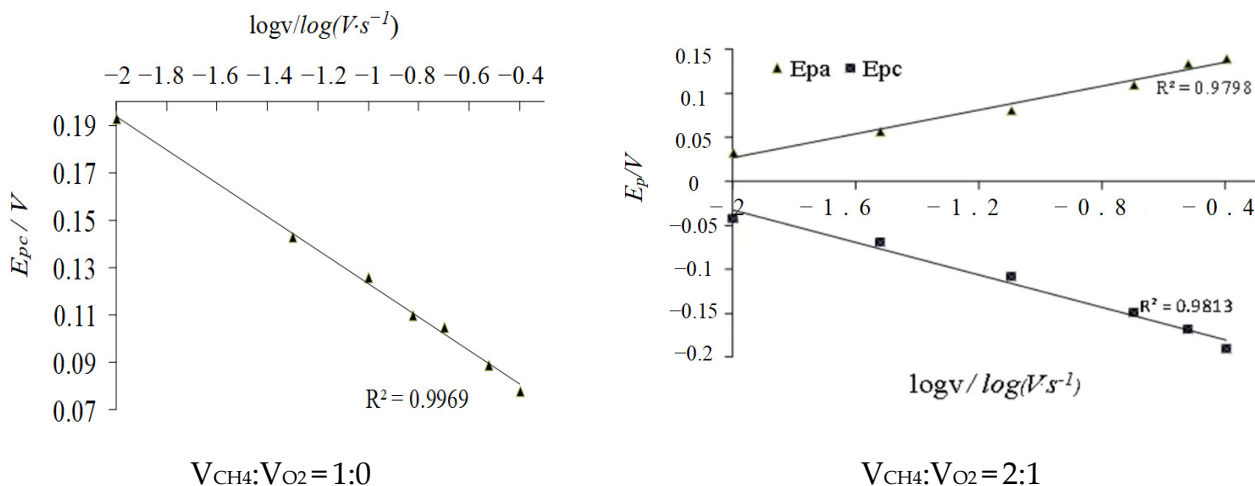 logv/log(V·s⁻¹)
−2 −1.8 −1.6 −1.4 −1.2 −1 −0.8 −0.6 −0.4
0.19
0.17
0.15
0.13
0.11
0.09
0.07
Epc / V
R² = 0.9969
VCH4:VO2 = 1:0
Epa Epc
0.15
0.1
0.05
0
−0.05
−0.1
−0.15
−0.2
Ep/V
−2 −1.6 −1.2 −0.8 −0.4
R² = 0.9798
R² = 0.9813
logv/ log(Vs⁻¹)
VCH4:VO2 = 2:1